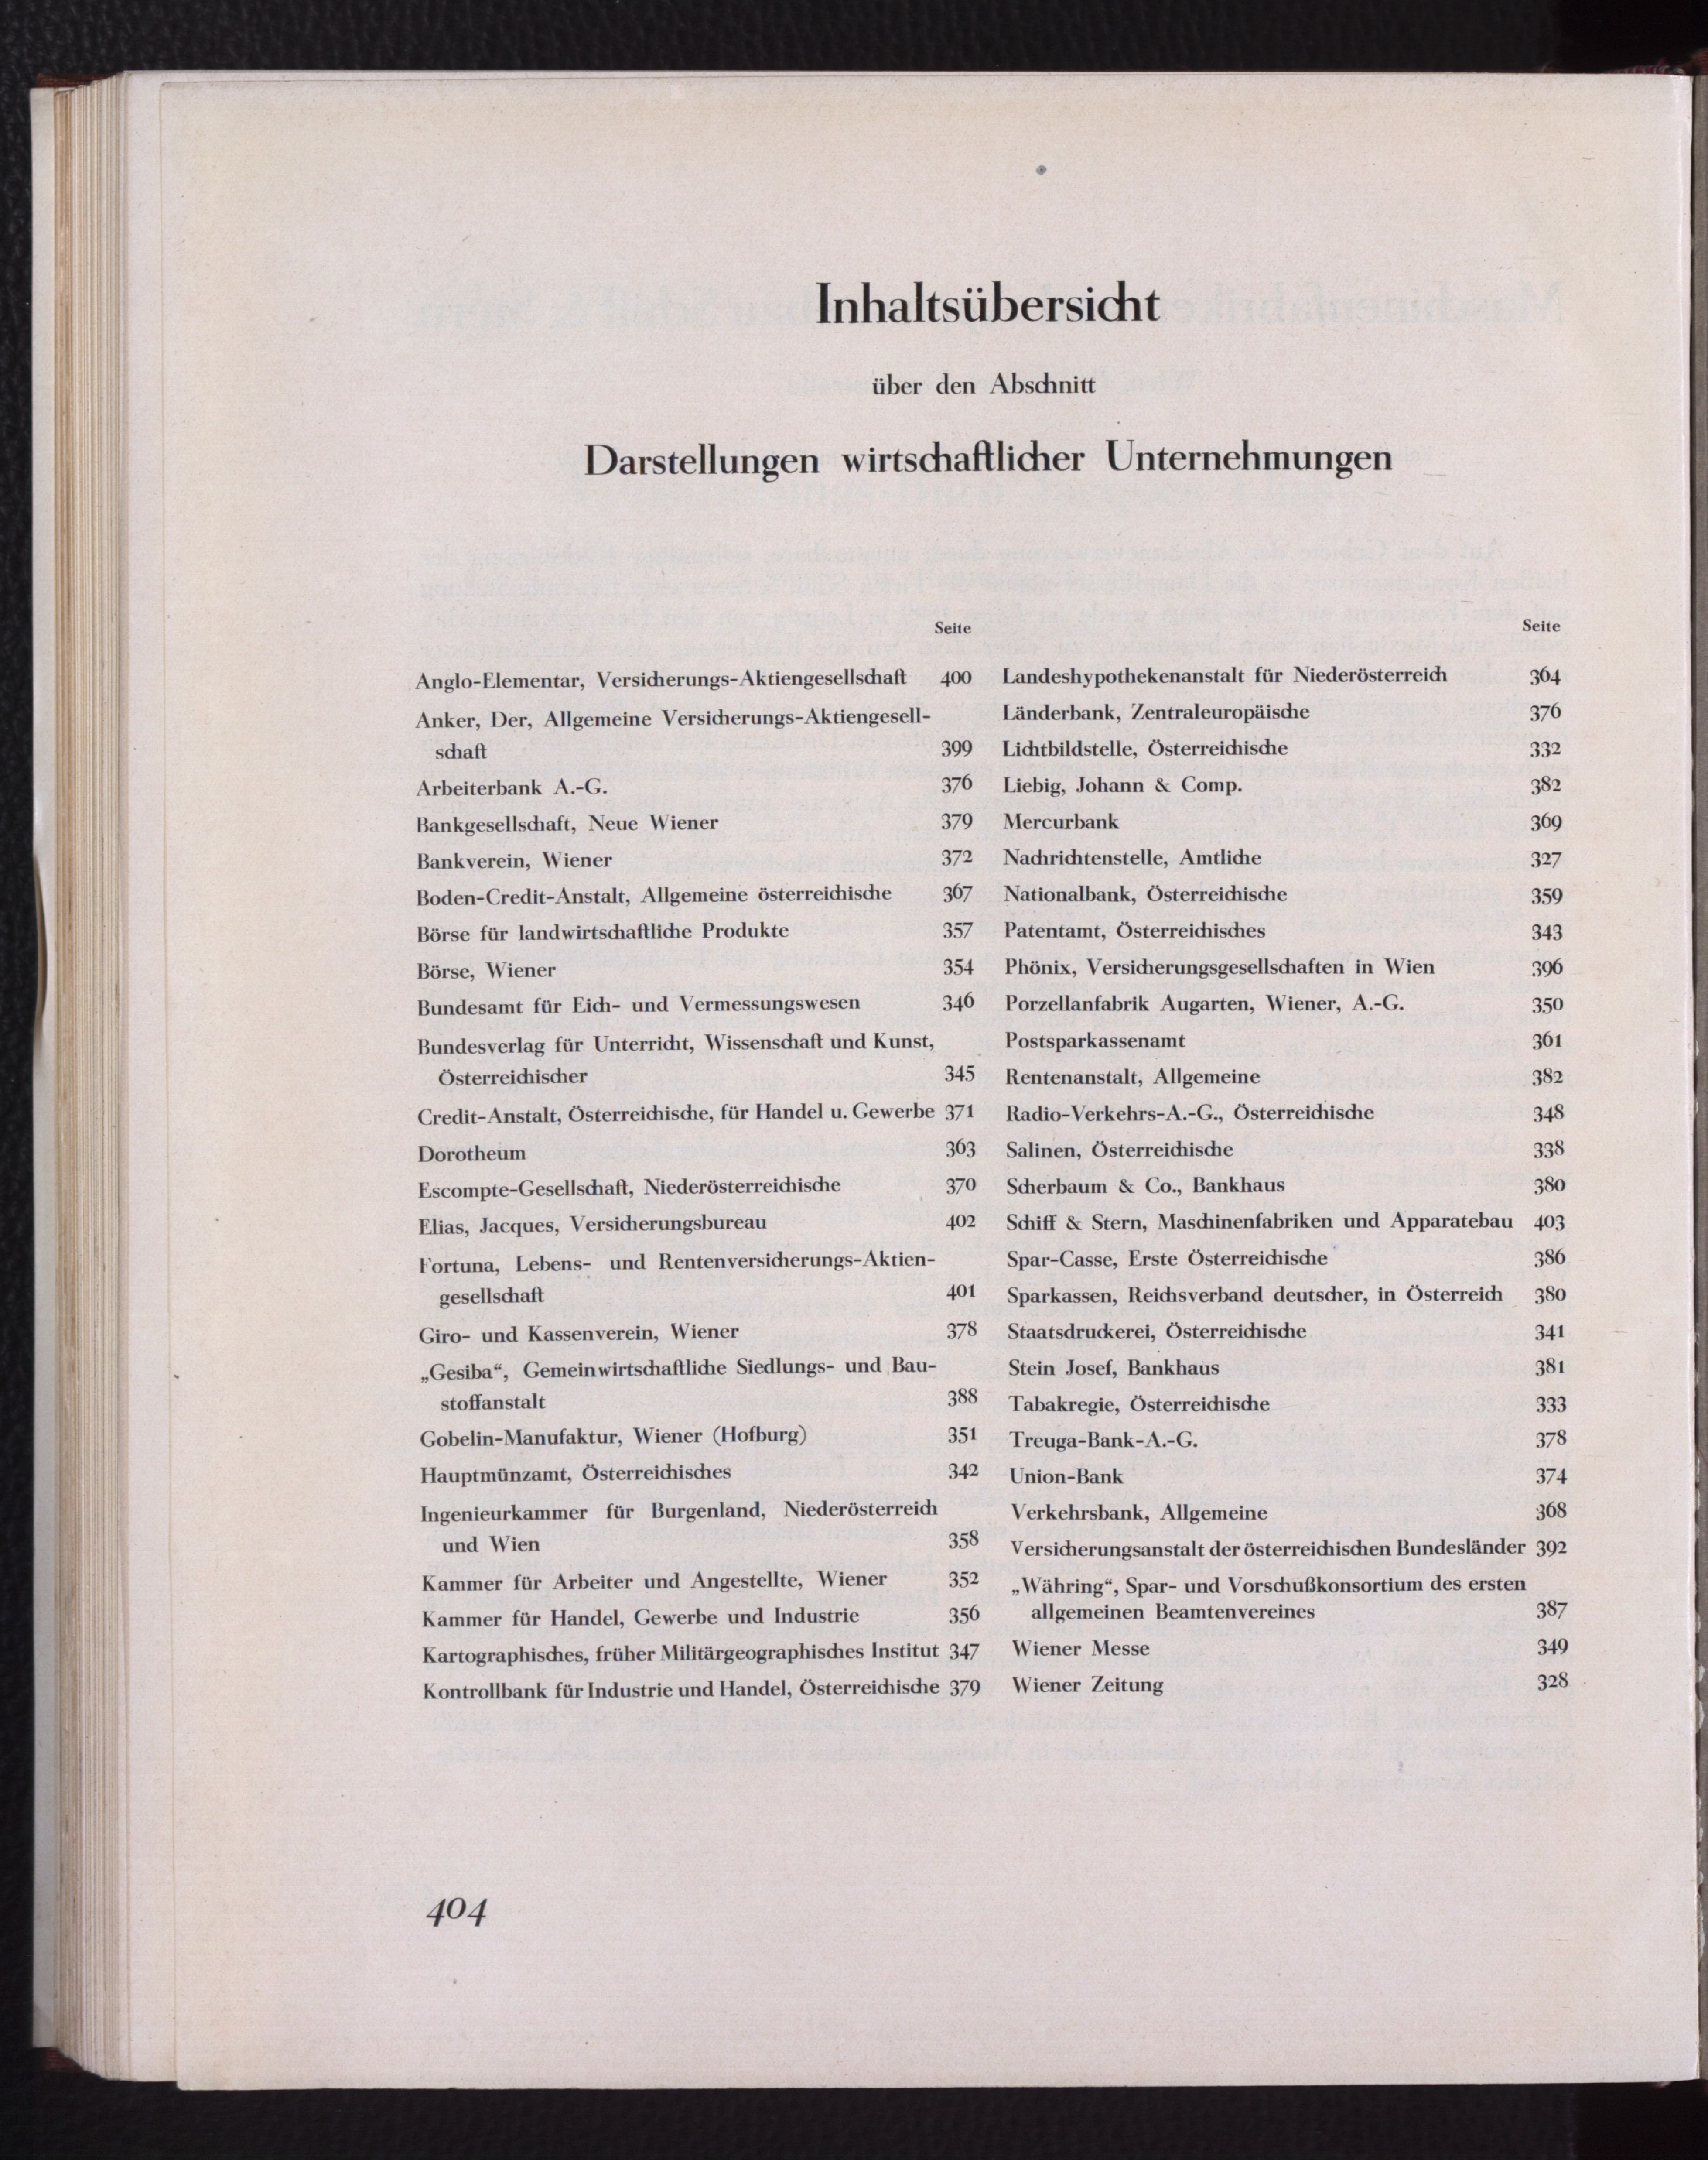 Inhaltsübersicht
über den Abschnitt
Darstellungen wirtschaftlicher Unternehmungen
Seite
Anglo-Elementar, Versicherungs-Aktiengesellschaft 400
Anker, Der, Allgemeine Versicherungs-Aktiengesell-
schaft 399
Arbeiterbank A.-G. 376
Bankgesellschaft, Neue Wiener 379
Bankverein, Wiener 372
Boden-Credit-Anstalt, Allgemeine österreichische 367
Börse für landwirtschaftliche Produkte 357
Börse, Wiener 354
Bundesamt für Eich- und Vermessungswesen 346
Bundesverlag für Unterricht, Wissenschaft und Kunst,
Österreichischer 345
Credit-Anstalt, Österreichische, für Handel u. Gewerbe 371
Dorotheum 363
Escompte-Gesellschaft, Niederösterreichische 370
Elias, Jacques, Versicherungsbureau 402
Fortuna, Lebens- und Rentenversicherungs-Aktien-
gesellschaft 401
Giro- und Kassenverein, Wiener 378
„Gesiba“, Gemeinwirtschaftliche Siedlungs- und Bau-
stoffanstalt 388
Gobelin-Manufaktur, Wiener (Hofburg) 351
Hauptmünzamt, Österreichisches 342
Ingenieurkammer für Burgenland, Niederösterreich
und Wien 358
Kammer für Arbeiter und Angestellte, Wiener 352
Kammer für Handel, Gewerbe und Industrie 356
Kartographisches, früher Militärgeographisches Institut 347
Kontrollbank für Industrie und Handel, Österreichische 379
Seite
Landeshypothekenanstalt für Niederösterreich 364
Länderbank, Zentraleuropäische 376
Lichtbildstelle, Österreichische 332
Liebig, Johann & Comp. 382
Mercurbank 369
Nachrichtenstelle, Amtliche 327
Nationalbank, Österreichische 359
Patentamt, Österreichisches 343
Phönix, Versicherungsgesellschaften in Wien 396
Porzellanfabrik Augarten, Wiener, A.-G. 350
Postsparkassenamt 361
Rentenanstalt, Allgemeine 382
Radio-Verkehrs-A.-G., Österreichische 348
Salinen, Österreichische 338
Scherbaum & Co., Bankhaus 380
Schiff & Stern, Maschinenfabriken und Apparatebau 403
Spar-Casse, Erste Österreichische 386
Sparkassen, Reichsverband deutscher, in Österreich 380
Staatsdruckerei, Österreichische 341
Stein Josef, Bankhaus 381
Tabakregie, Österreichische 333
Treuga-Bank-A.-G. 378
Union-Bank 374
Verkehrsbank, Allgemeine 368
Versicherungsanstalt der österreichischen Bundesländer 392
„Währing“, Spar- und Vorschußkonsortium des ersten
allgemeinen Beamtenvereines 387
Wiener Messe 349
Wiener Zeitung 328
404